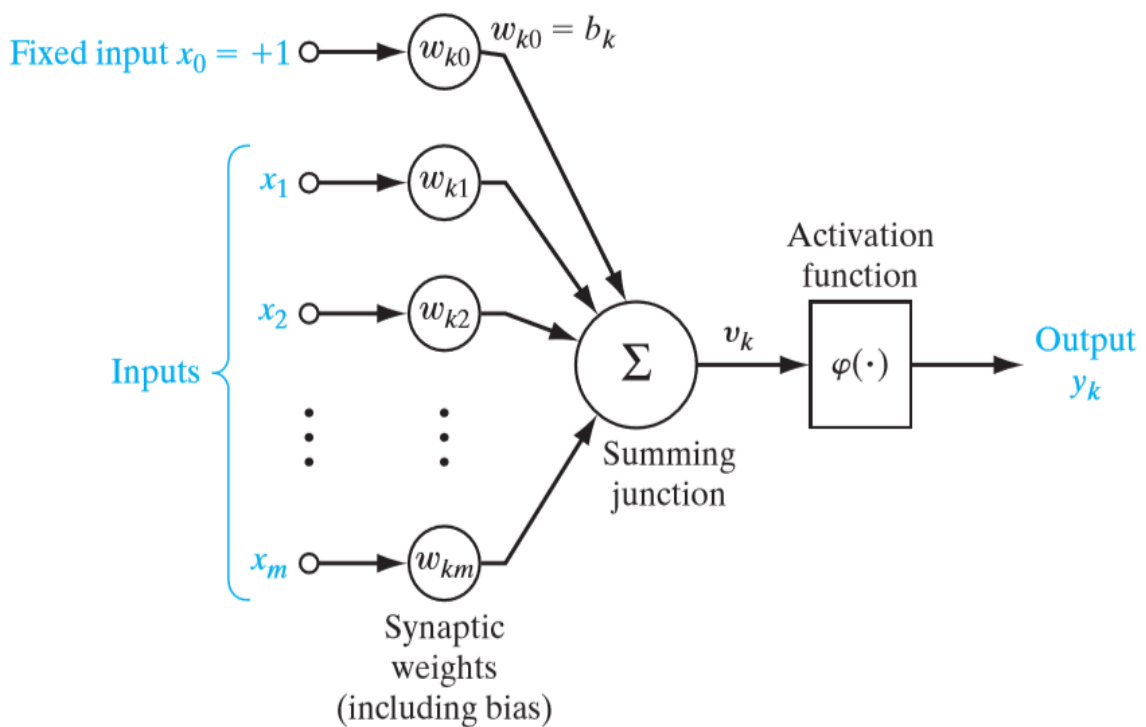 Fixed input x₀ = +1
wₖ₀
wₖ₀ = bₖ
x₁
wₖ₁
x₂
wₖ₂
Inputs
xₘ
wₖₘ
Synaptic
weights
(including bias)
Σ
Summing
junction
vₖ
Activation
function
φ(·)
Output
yₖ